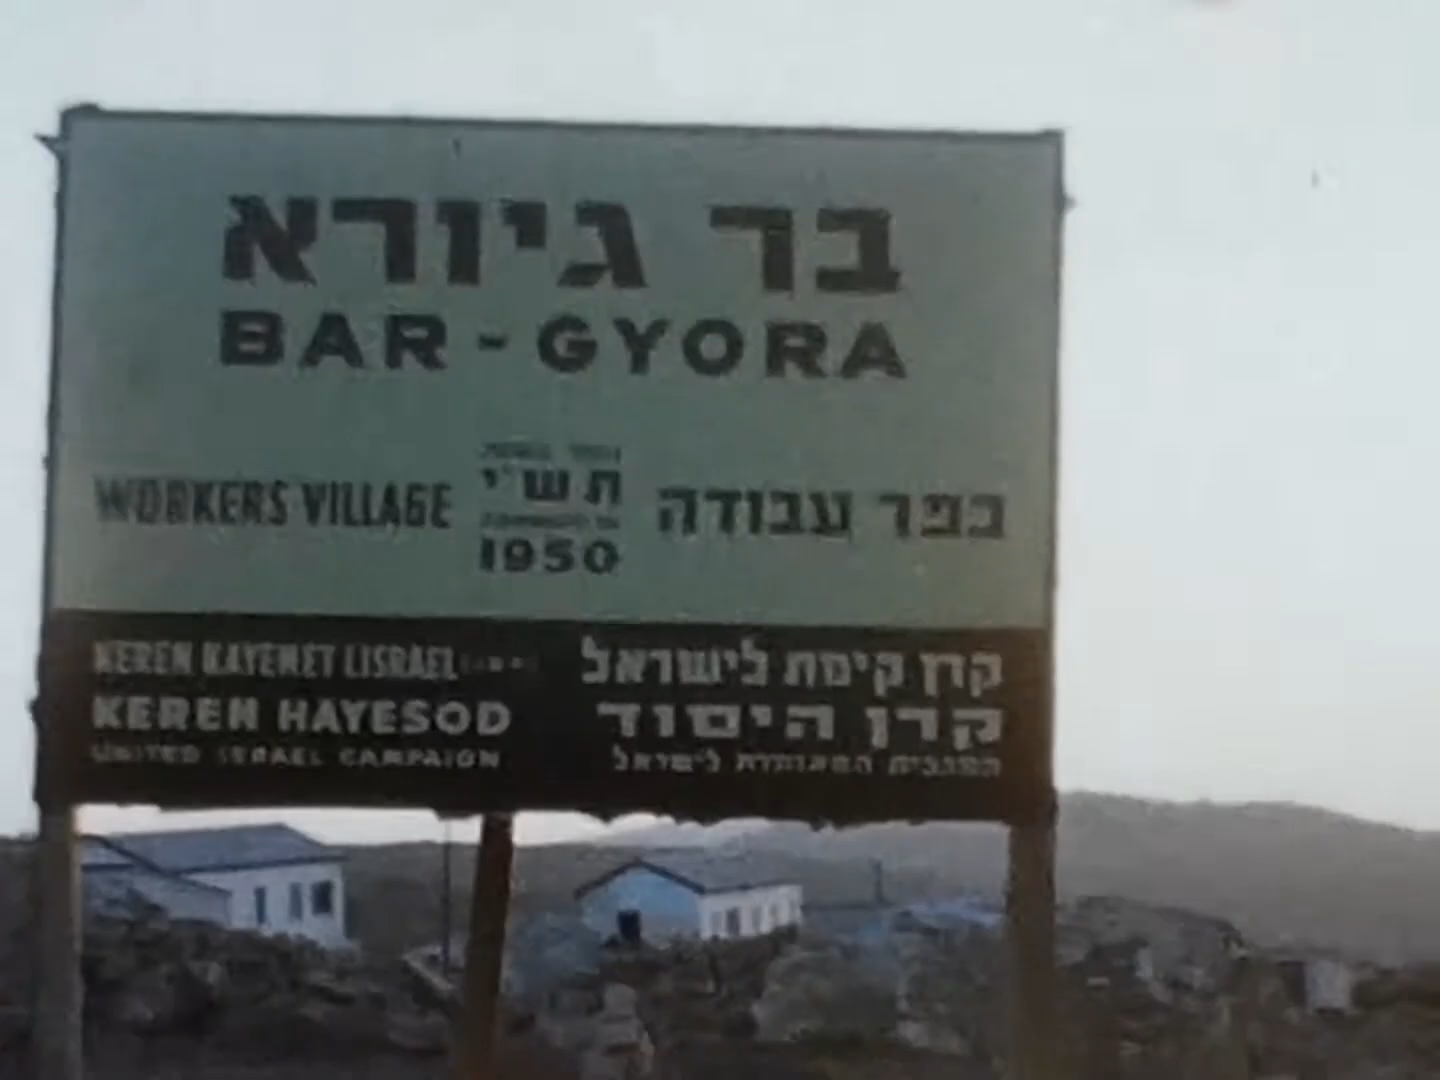 בר גיורא
BAR - GYORA
WORKERS VILLAGE
תש"י
1950
כפר עבודה
KEREN KAYEMET LISRAEL
קרן קימת לישראל
KEREN HAYESOD
קרן היסוד
UNITED ISRAEL CAMPAIGN
המגבית המאוחדת לישראל